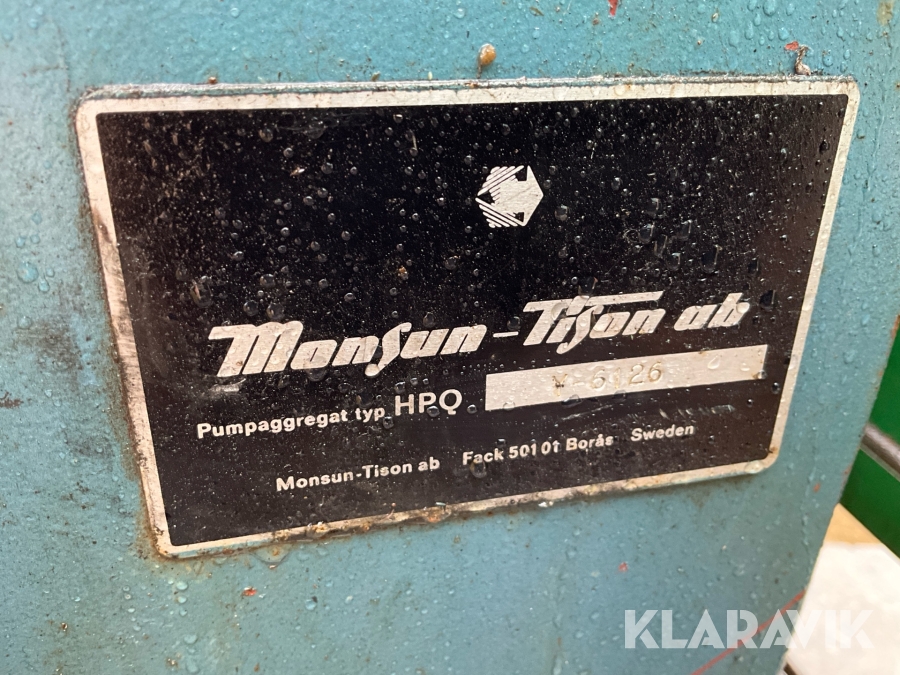 Monsun-Tison ab
Pumpaggregat typ HPQ
Monsun-Tison ab Fack 501 01 Borås Sweden
KLARAVIK